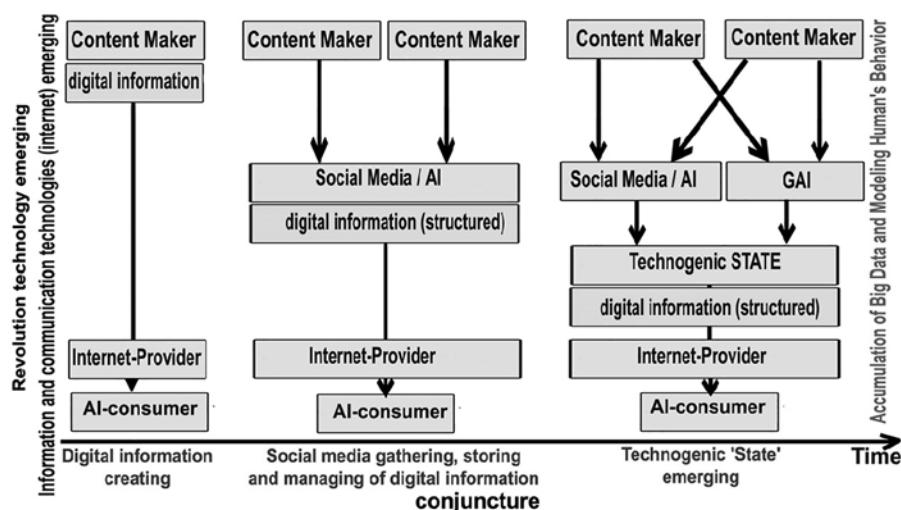 Revolution technology emerging
Information and communication technologies (internet) emerging
Content Maker
digital information
Internet-Provider
AI-consumer
Content Maker
Content Maker
Social Media / AI
digital information (structured)
Internet-Provider
AI-consumer
Content Maker
Content Maker
Social Media / AI
GAI
Technogenic STATE
digital information (structured)
Internet-Provider
AI-consumer
Accumulation of Big Data and Modeling Human's Behavior
Time
Digital information
creating
Social media gathering, storing
and managing of digital information
Technogenic 'State'
emerging
conjuncture